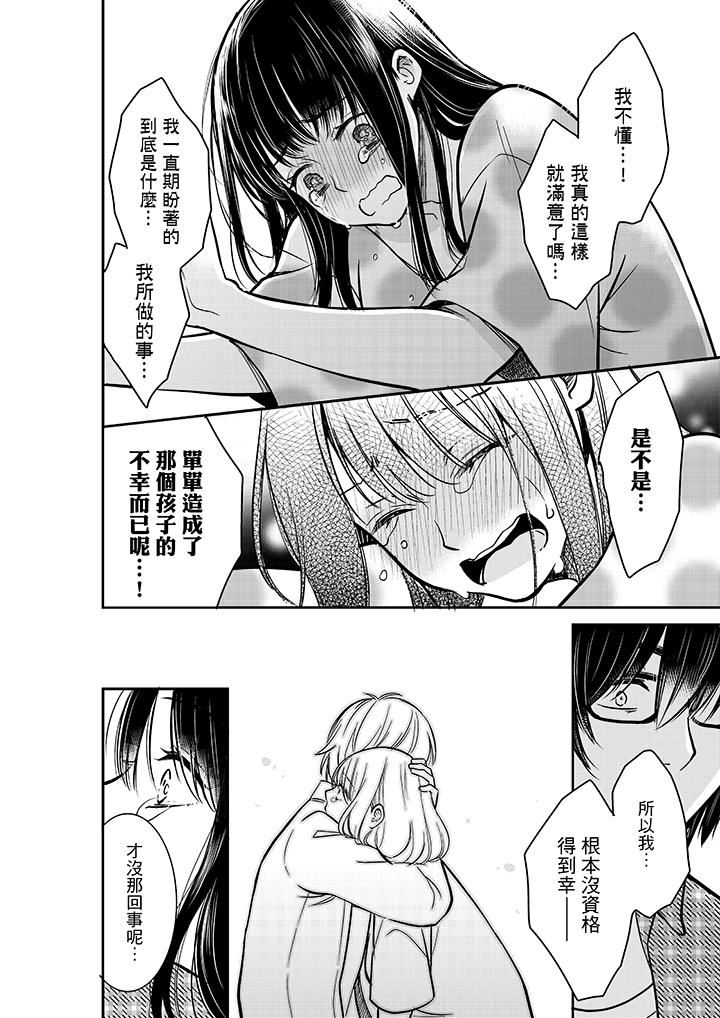 我不懂…！
我真的這樣
就滿意了嗎…
我一直期盼著的
到底是什麼…
我所做的事…
是不是…
單單造成了
那個孩子的
不幸而已呢…！
所以我…
根本沒資格
得到幸——
才沒那回事呢…